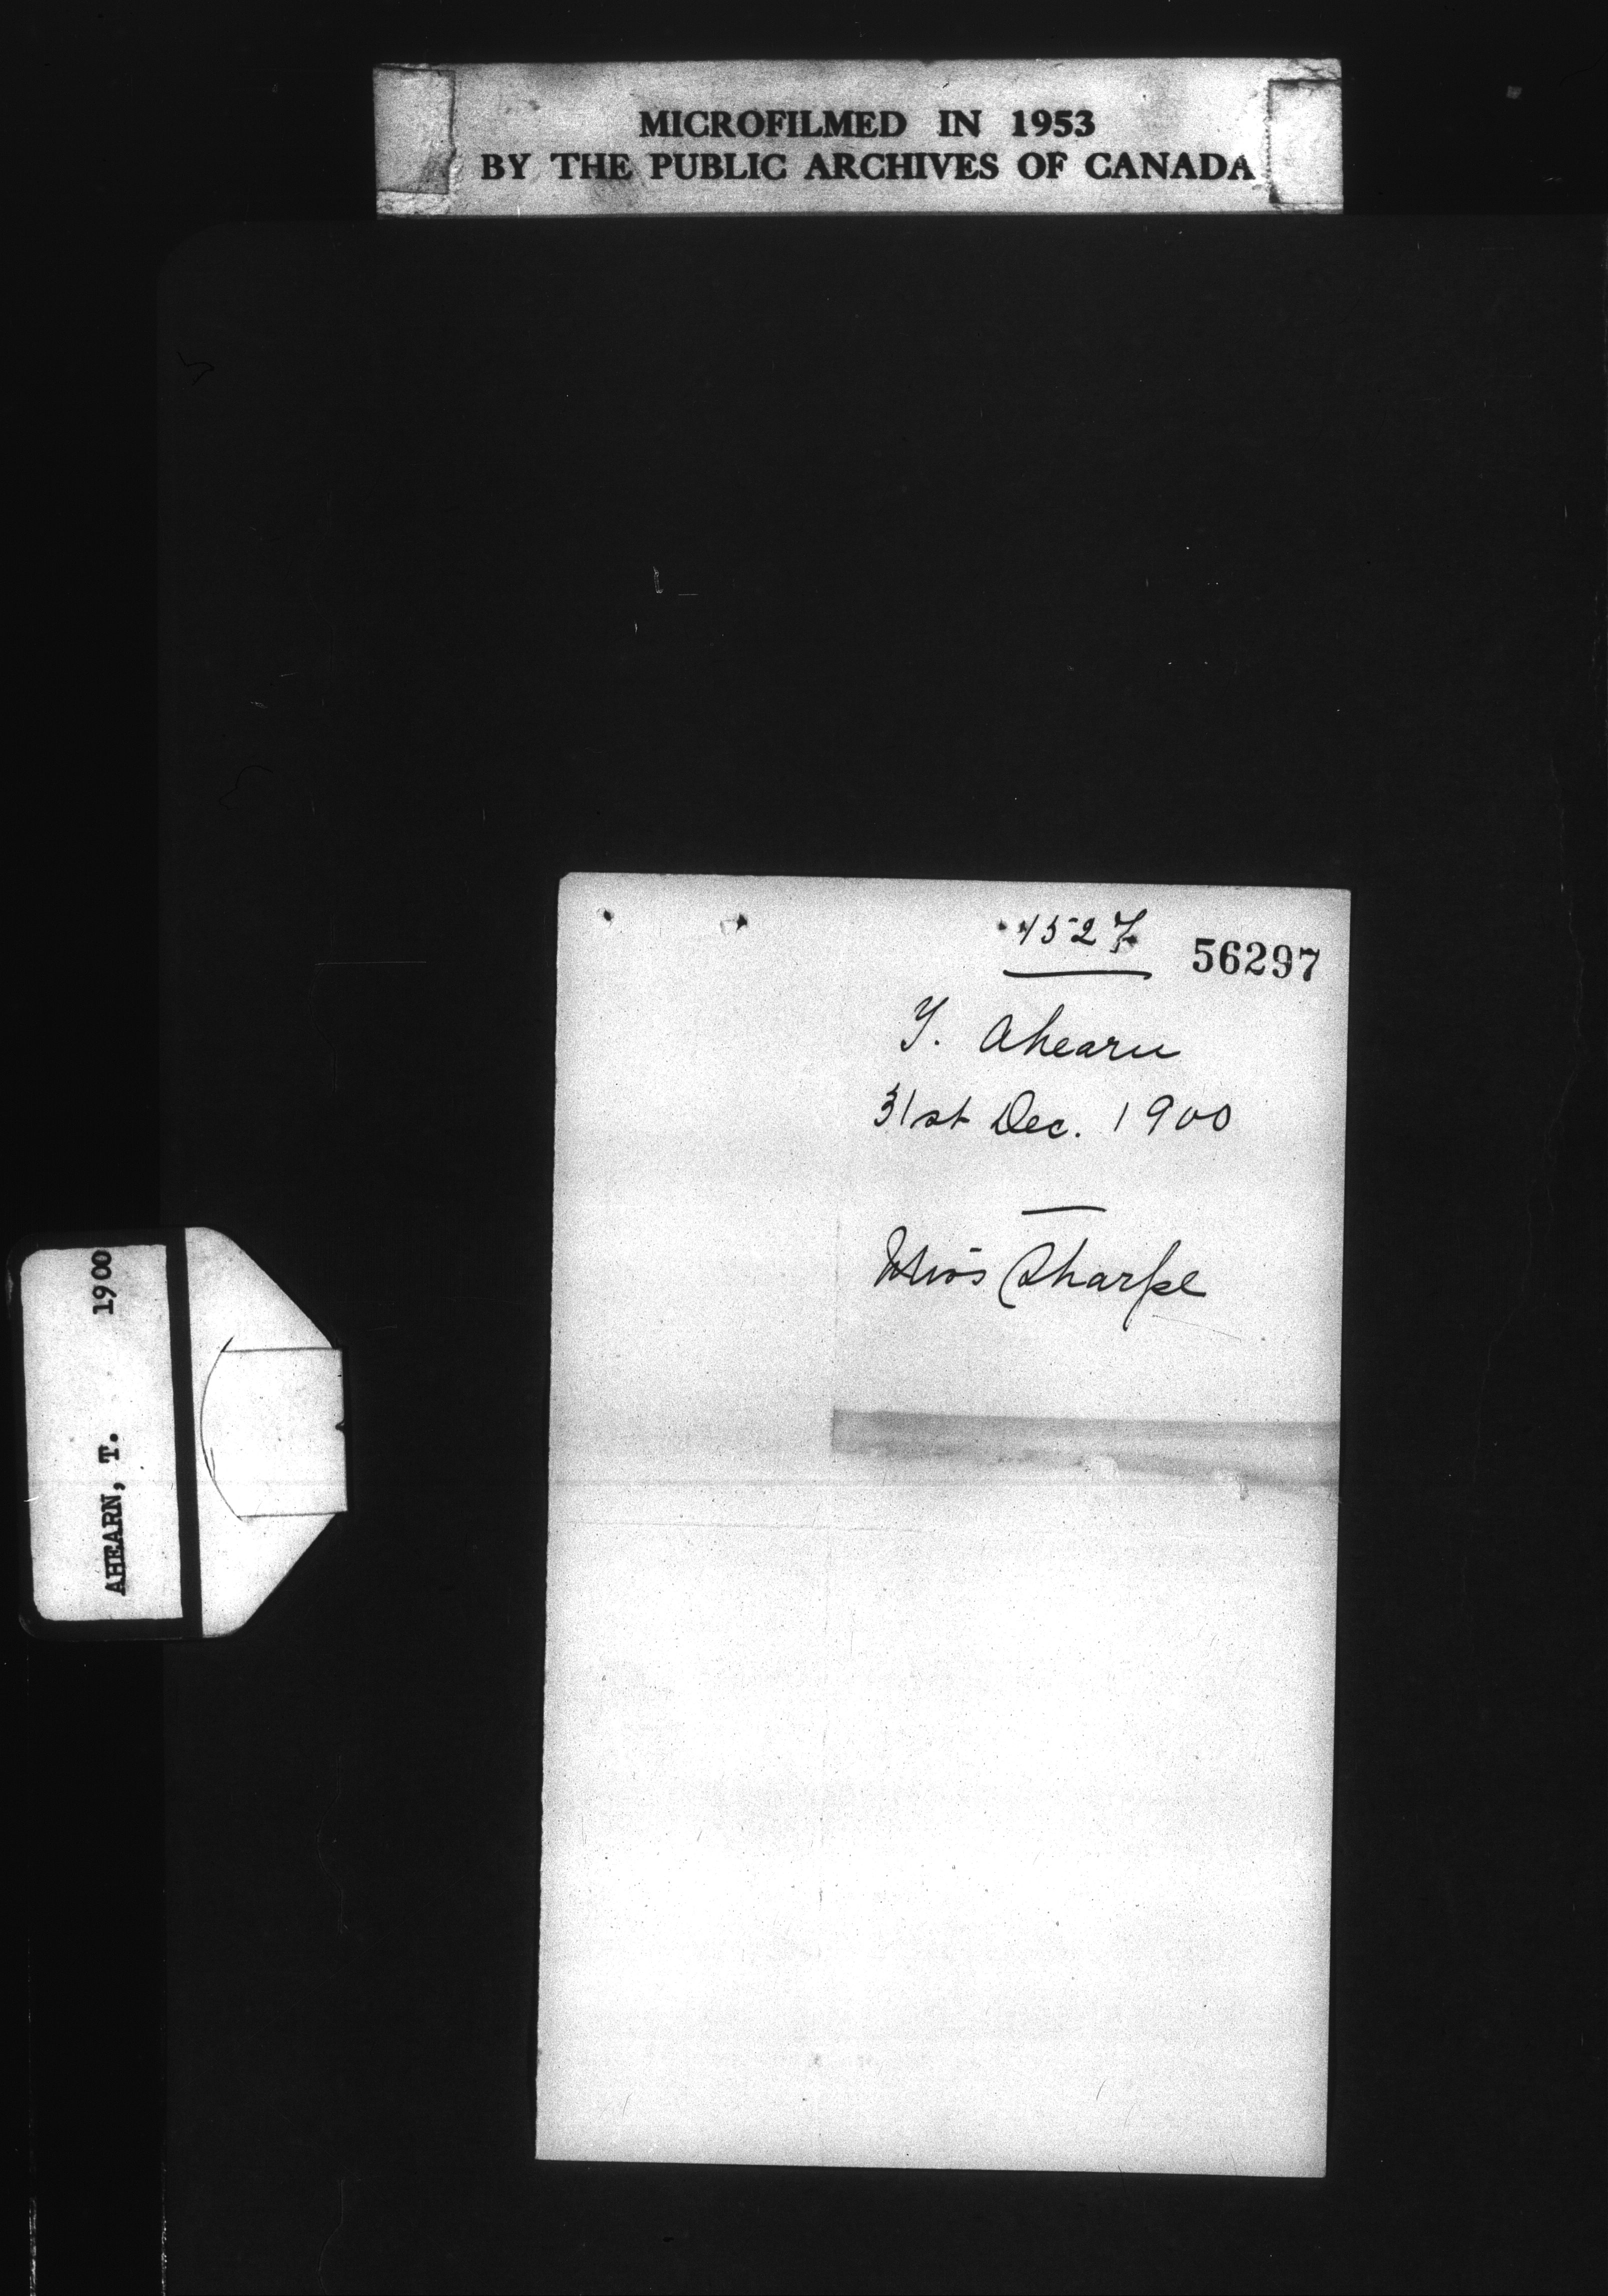 MICROFILMED IN 1953
BY THE PUBLIC ARCHIVES OF CANADA
1527
56297
T. Ahearn
31st Dec. 1900
Miss Sharpe
AHEARN, T. 1900